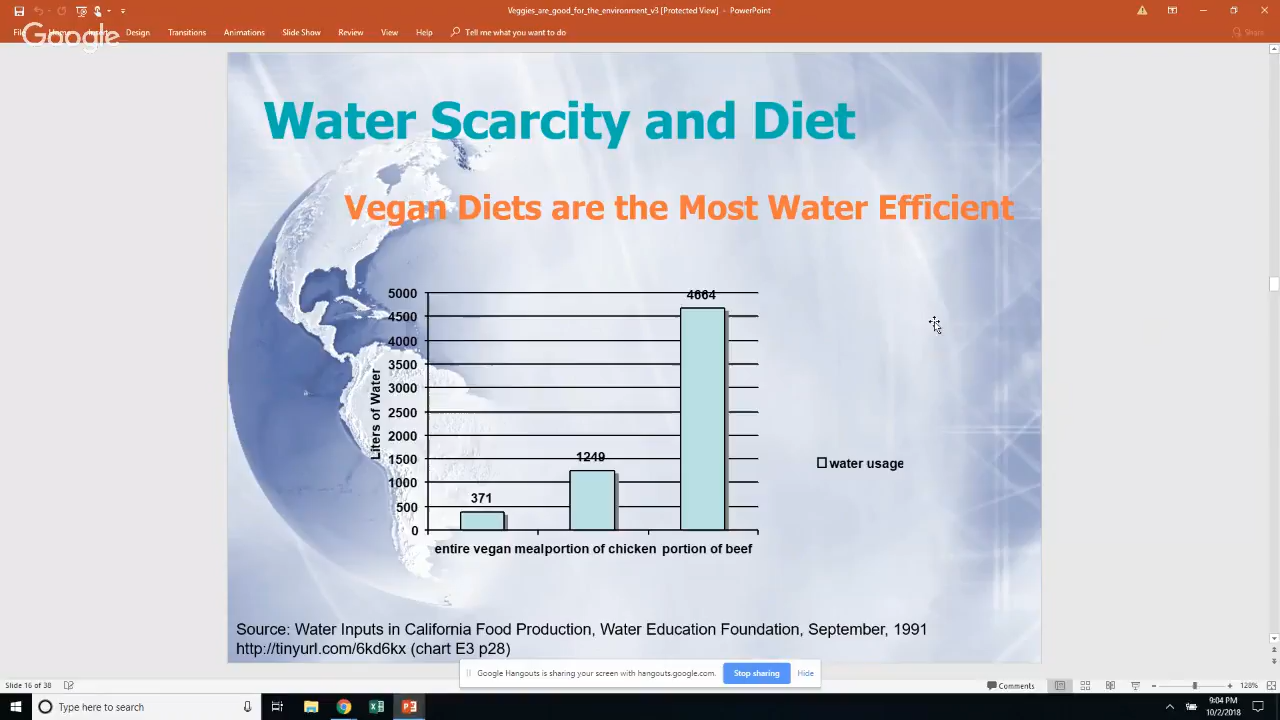 Veggies_are_good_for_the_environment_v3 [Protected View] - PowerPoint
Google
Design Transitions Animations Slide Show Review View Help Tell me what you want to do Share
Water Scarcity and Diet
Vegan Diets are the Most Water Efficient
5000
4500
4000
3500
3000
2500
2000
1500
1000
500
0
Liters of Water
371
1249
4664
entire vegan meal portion of chicken portion of beef
water usage
Source: Water Inputs in California Food Production, Water Education Foundation, September, 1991
http://tinyurl.com/6kd6kx (chart E3 p28)
Google Hangouts is sharing your screen with hangouts.google.com. Stop sharing Hide
Slide 16 of 38 Comments 128%
Type here to search
9:04 PM
10/2/2018